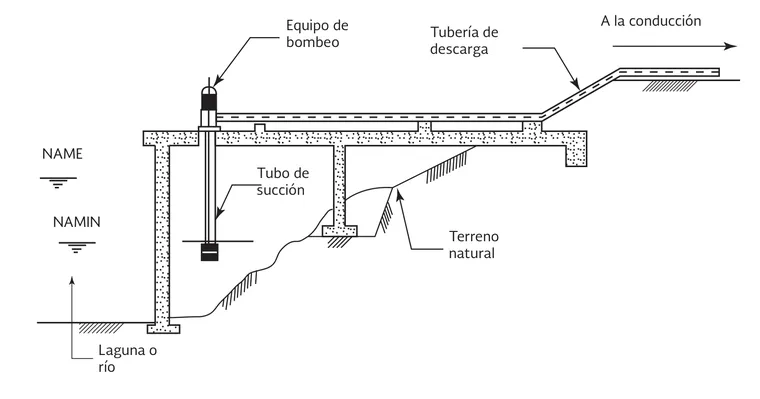 A la conducción
Equipo de
bombeo
Tubería de
descarga
NAME
Tubo de
succión
NAMIN
Terreno
natural
Laguna o
río